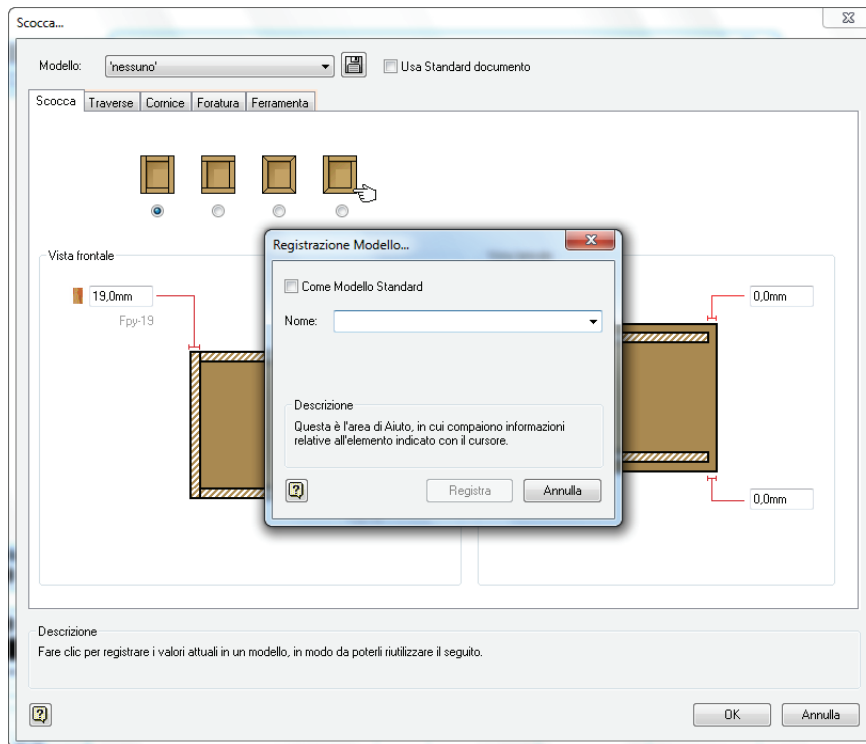 Scocca...
Modello:
'nessuno'
Usa Standard documento
Scocca
Traverse
Cornice
Foratura
Ferramenta
Vista frontale
19,0mm
Fpy-19
0,0mm
0,0mm
Registrazione Modello...
Come Modello Standard
Nome:
Descrizione
Questa è l'area di Aiuto, in cui compaiono informazioni
relative all'elemento indicato con il cursore.
Registra
Annulla
Descrizione
Fare clic per registrare i valori attuali in un modello, in modo da poterli riutilizzare il seguito.
OK
Annulla